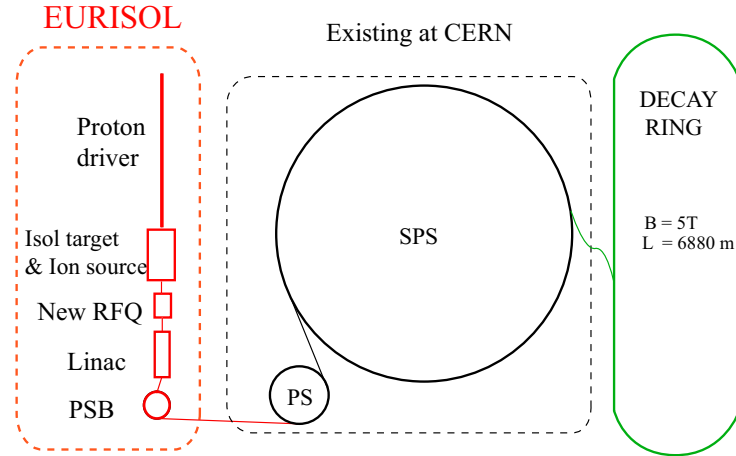 EURISOL
Proton
driver
Isol target
& Ion source
New RFQ
Linac
PSB
Existing at CERN
SPS
PS
DECAY
RING
B = 5T
L = 6880 m